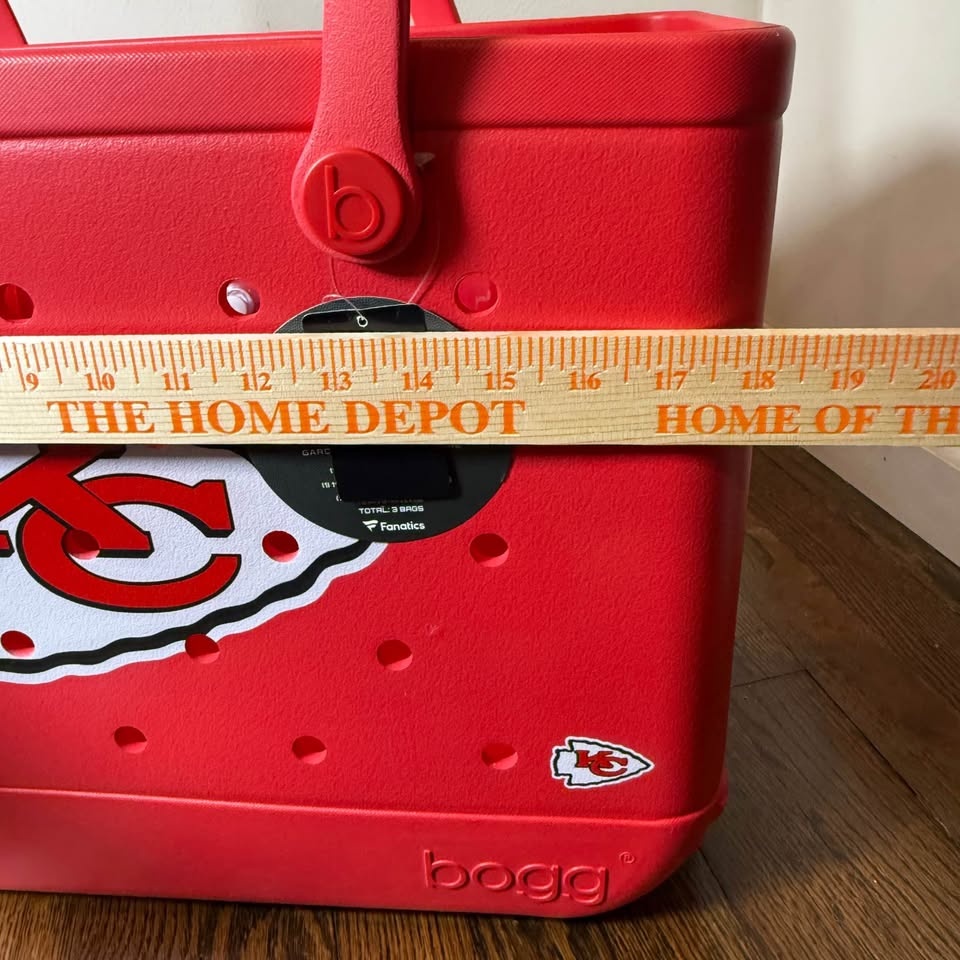 b
9 10 11 12 13 14 15 16 17 18 19 20
THE HOME DEPOT HOME OF TH
TOTAL: 3 BAGS
Fanatics
KC
KC
bogg®